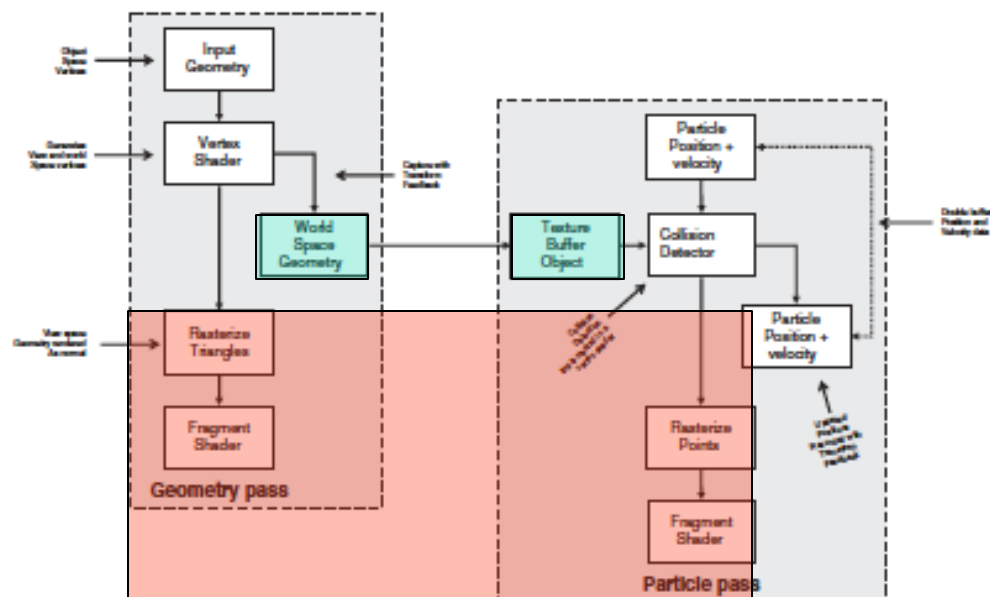 Input
Geometry
Object
Space
Vertices
Vertex
Shader
Generates
View and world
Space vertices
Capture with
Transform
Feedback
World
Space
Geometry
Rasterize
Triangles
View space
Geometry rendered
As normal
Fragment
Shader
Geometry pass
Particle
Position +
velocity
Texture
Buffer
Object
Collision
Detector
Double buffer
Position and
Velocity data
Particle
Position +
velocity
Collision
Rasterize
Points
Fragment
Shader
Particle pass